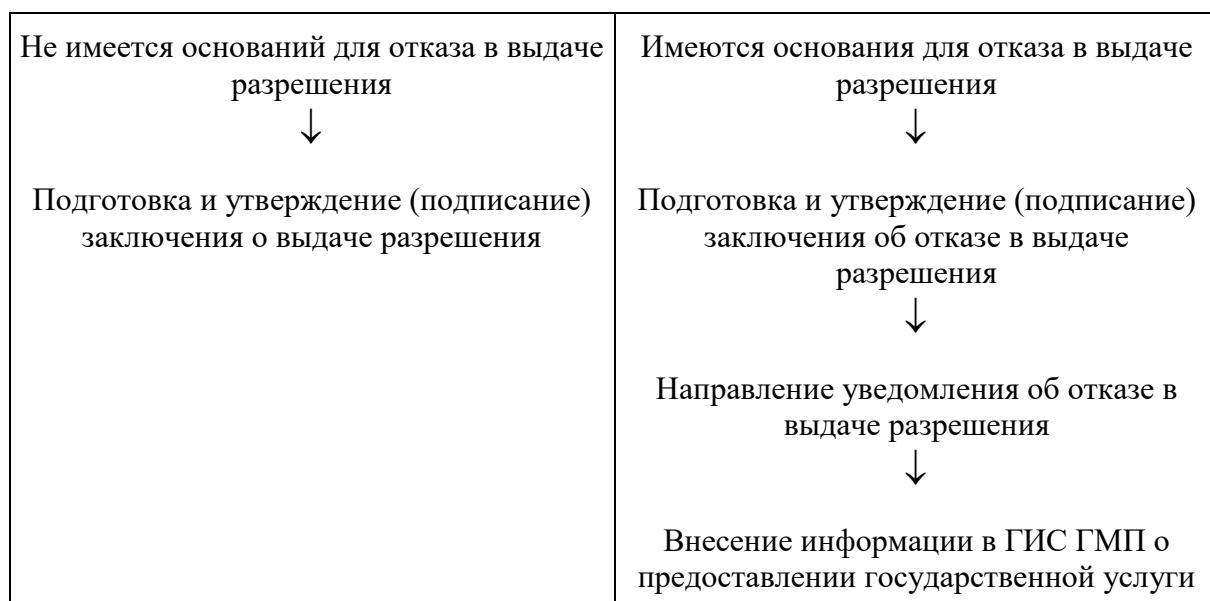 Не имеется оснований для отказа в выдаче
разрешения
↓
Подготовка и утверждение (подписание)
заключения о выдаче разрешения
Имеются основания для отказа в выдаче
разрешения
↓
Подготовка и утверждение (подписание)
заключения об отказе в выдаче
разрешения
↓
Направление уведомления об отказе в
выдаче разрешения
↓
Внесение информации в ГИС ГМП о
предоставлении государственной услуги